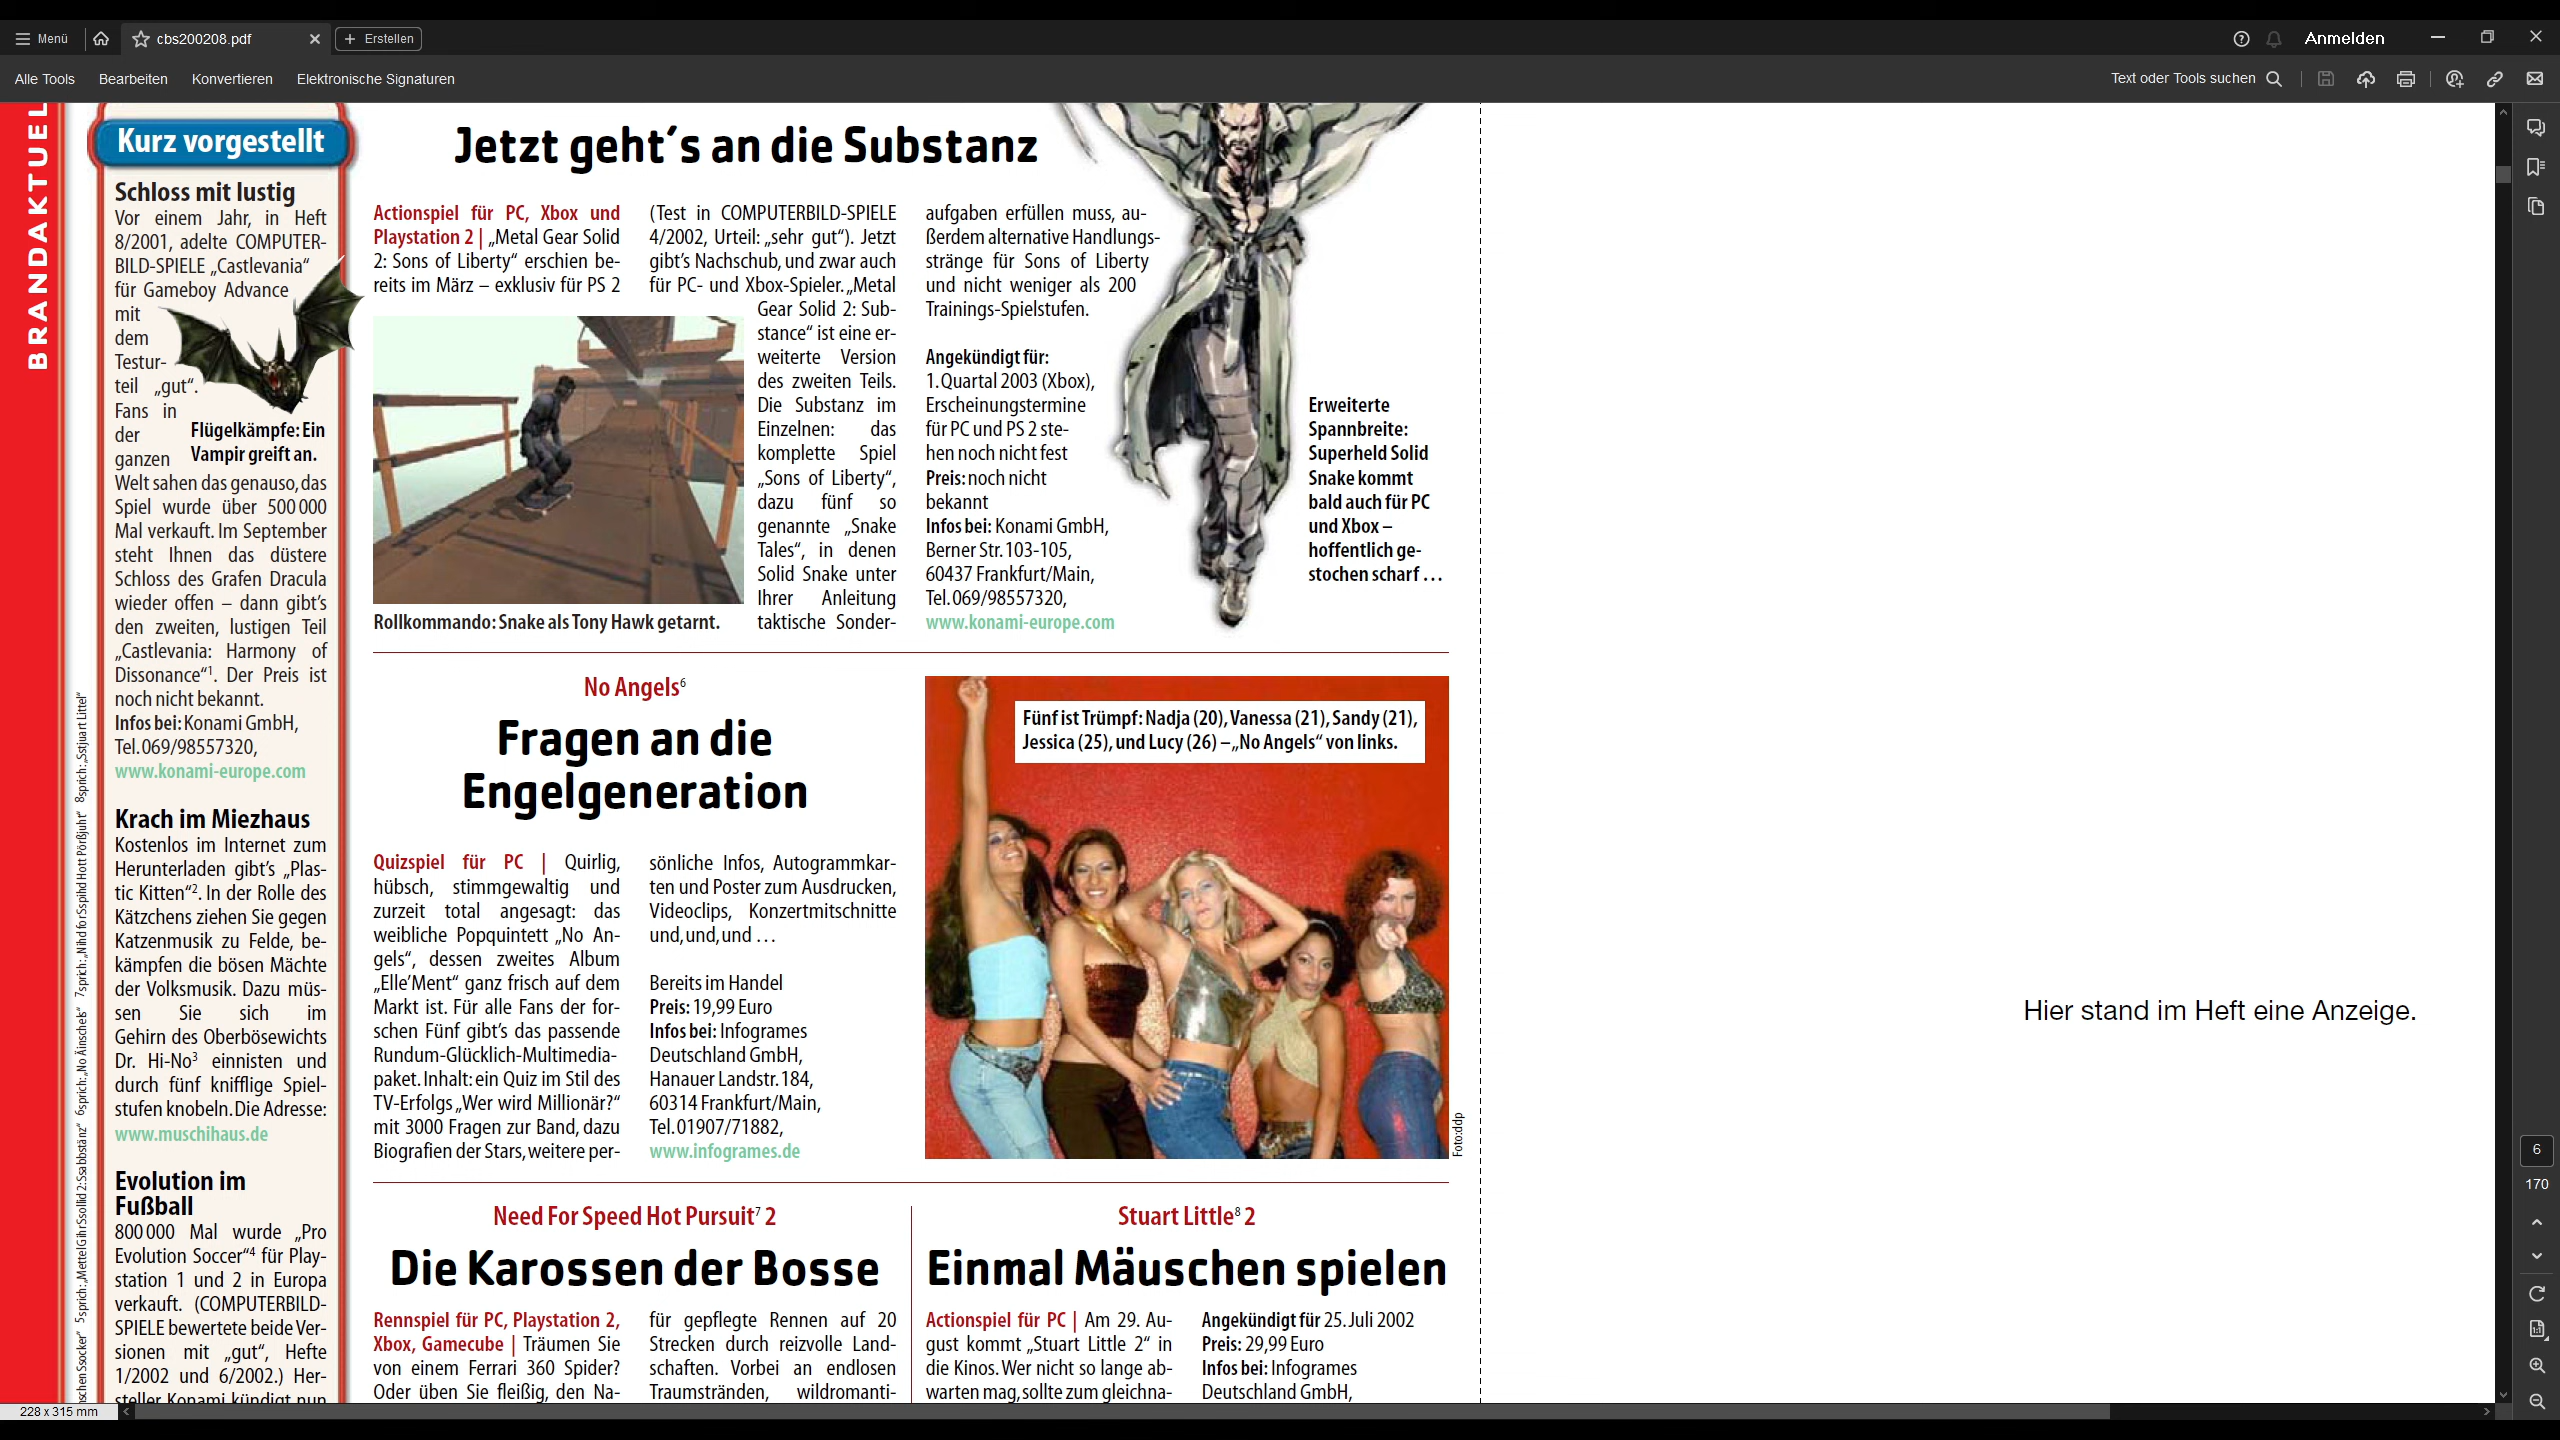 Menü
cbs200208.pdf
Erstellen
Anmelden
Alle Tools
Bearbeiten
Konvertieren
Elektronische Signaturen
Text oder Tools suchen
BRANDAKTUEL
Kurz vorgestellt
Schloss mit lustig
Vor einem Jahr, in Heft
8/2001, adelte COMPUTER-
BILD-SPIELE „Castlevania“
für Gameboy Advance
mit
dem
Testur-
teil „gut“.
Fans in
der
ganzen
Flügelkämpfe: Ein
Vampir greift an.
Welt sahen das genauso, das
Spiel wurde über 500 000
Mal verkauft. Im September
steht Ihnen das düstere
Schloss des Grafen Dracula
wieder offen – dann gibt’s
den zweiten, lustigen Teil
„Castlevania: Harmony of
Dissonance“¹. Der Preis ist
noch nicht bekannt.
Infos bei: Konami GmbH,
Tel. 069/98557320,
www.konami-europe.com
Krach im Miezhaus
Kostenlos im Internet zum
Herunterladen gibt’s „Plas-
tic Kitten“². In der Rolle des
Kätzchens ziehen Sie gegen
Katzenmusik zu Felde, be-
kämpfen die bösen Mächte
der Volksmusik. Dazu müs-
sen Sie sich im
Gehirn des Oberbösewichts
Dr. Hi-No³ einnisten und
durch fünf knifflige Spiel-
stufen knobeln. Die Adresse:
www.muschihaus.de
Evolution im
Fußball
800 000 Mal wurde „Pro
Evolution Soccer“⁴ für Play-
station 1 und 2 in Europa
verkauft. (COMPUTERBILD-
SPIELE bewertete beide Ver-
sionen mit „gut“, Hefte
1/2002 und 6/2002.) Her-
steller Konami kündigt nun
Jetzt geht´s an die Substanz
Actionspiel für PC, Xbox und
Playstation 2 | „Metal Gear Solid
2: Sons of Liberty“ erschien be-
reits im März – exklusiv für PS 2
(Test in COMPUTERBILD-SPIELE
4/2002, Urteil: „sehr gut“). Jetzt
gibt’s Nachschub, und zwar auch
für PC- und Xbox-Spieler. „Metal
Gear Solid 2: Sub-
stance“ ist eine er-
weiterte Version
des zweiten Teils.
Die Substanz im
Einzelnen: das
komplette Spiel
„Sons of Liberty“,
dazu fünf so
genannte „Snake
Tales“, in denen
Solid Snake unter
Ihrer Anleitung
taktische Sonder-
Rollkommando: Snake als Tony Hawk getarnt.
aufgaben erfüllen muss, au-
ßerdem alternative Handlungs-
stränge für Sons of Liberty
und nicht weniger als 200
Trainings-Spielstufen.
Angekündigt für:
1. Quartal 2003 (Xbox),
Erscheinungstermine
für PC und PS 2 ste-
hen noch nicht fest
Preis: noch nicht
bekannt
Infos bei: Konami GmbH,
Berner Str. 103-105,
60437 Frankfurt/Main,
Tel. 069/98557320,
www.konami-europe.com
Erweiterte
Spannbreite:
Superheld Solid
Snake kommt
bald auch für PC
und Xbox –
hoffentlich ge-
stochen scharf ...
No Angels⁶
Fragen an die
Engelgeneration
Quizspiel für PC | Quirlig,
hübsch, stimmgewaltig und
zurzeit total angesagt: das
weibliche Popquintett „No An-
gels“, dessen zweites Album
„Elle’Ment“ ganz frisch auf dem
Markt ist. Für alle Fans der for-
schen Fünf gibt’s das passende
Rundum-Glücklich-Multimedia-
paket. Inhalt: ein Quiz im Stil des
TV-Erfolgs „Wer wird Millionär?“
mit 3000 Fragen zur Band, dazu
Biografien der Stars, weitere per-
sönliche Infos, Autogrammkar-
ten und Poster zum Ausdrucken,
Videoclips, Konzertmitschnitte
und, und, und ...
Bereits im Handel
Preis: 19,99 Euro
Infos bei: Infogrames
Deutschland GmbH,
Hanauer Landstr. 184,
60314 Frankfurt/Main,
Tel. 01907/71882,
www.infogrames.de
Fünf ist Trümpf: Nadja (20), Vanessa (21), Sandy (21),
Jessica (25), und Lucy (26) – „No Angels“ von links.
Foto: ddp
Need For Speed Hot Pursuit⁷ 2
Die Karossen der Bosse
Rennspiel für PC, Playstation 2,
Xbox, Gamecube | Träumen Sie
von einem Ferrari 360 Spider?
Oder üben Sie fleißig, den Na-
für gepflegte Rennen auf 20
Strecken durch reizvolle Land-
schaften. Vorbei an endlosen
Traumstränden, wildromanti-
Stuart Little⁸ 2
Einmal Mäuschen spielen
Actionspiel für PC | Am 29. Au-
gust kommt „Stuart Little 2“ in
die Kinos. Wer nicht so lange ab-
warten mag, sollte zum gleichna-
Angekündigt für 25. Juli 2002
Preis: 29,99 Euro
Infos bei: Infogrames
Deutschland GmbH,
Hier stand im Heft eine Anzeige.
6
170
228 x 315 mm